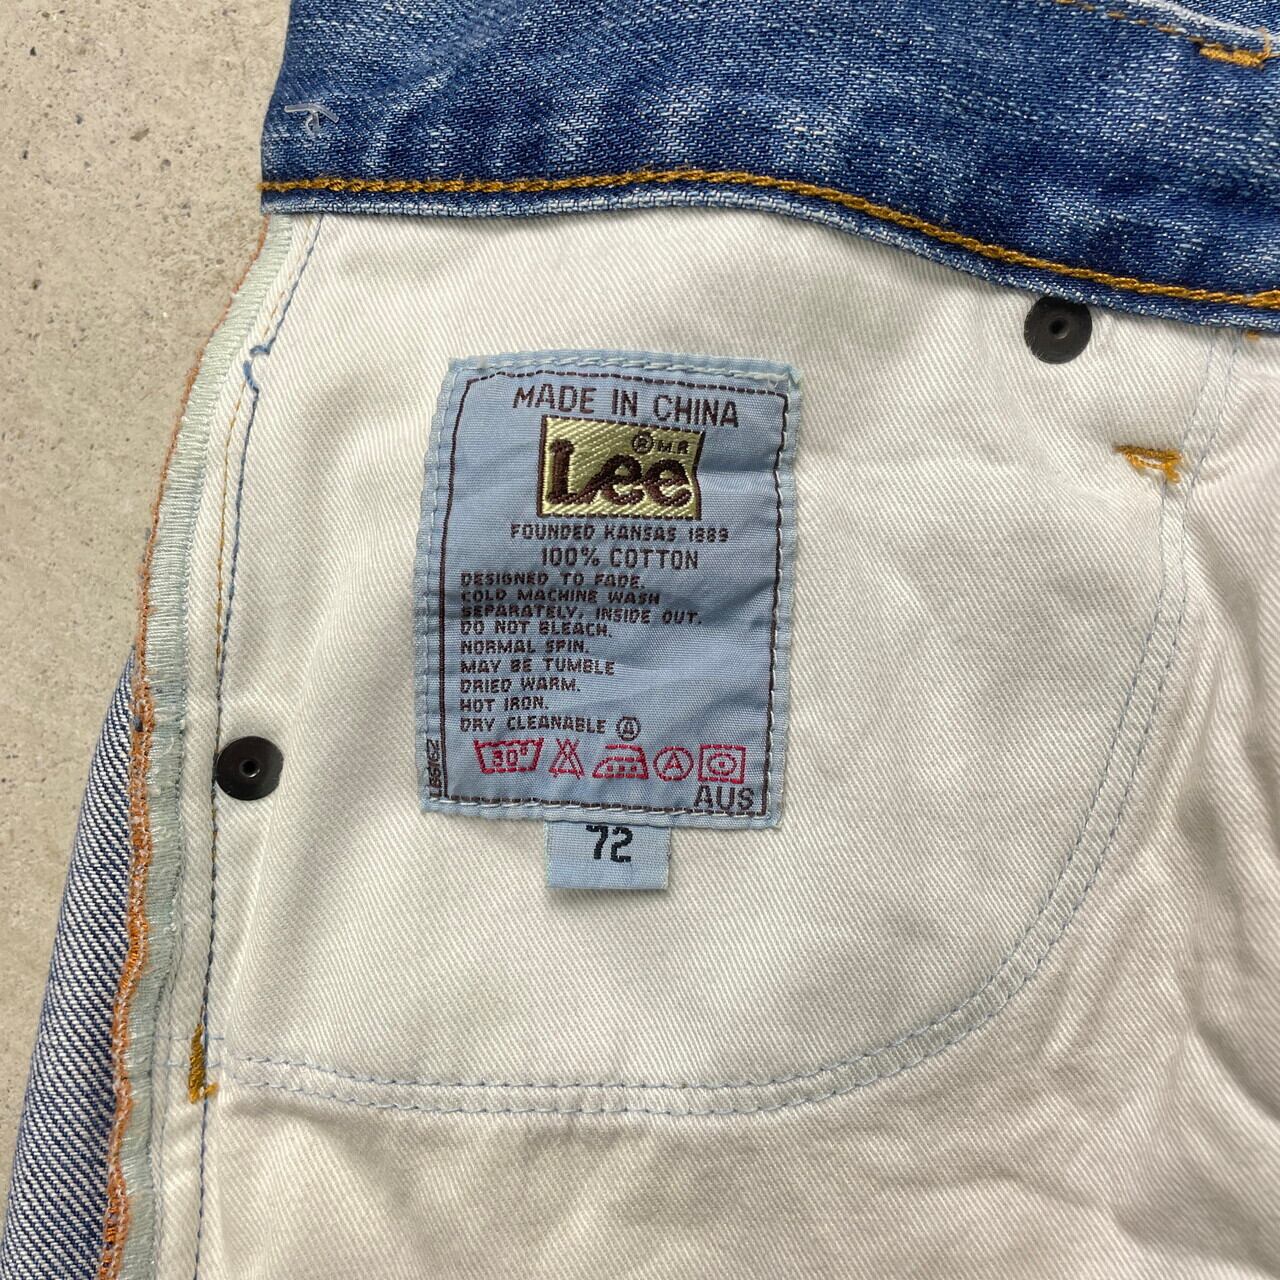 MADE IN CHINA
® M.R
Lee
FOUNDED KANSAS 1889
100% COTTON
DESIGNED TO FADE.
COLD MACHINE WASH
SEPARATELY, INSIDE OUT.
DO NOT BLEACH.
NORMAL SPIN.
MAY BE TUMBLE
DRIED WARM.
HOT IRON.
DRY CLEANABLE Ⓐ
30° Ⓐ
AUS
72